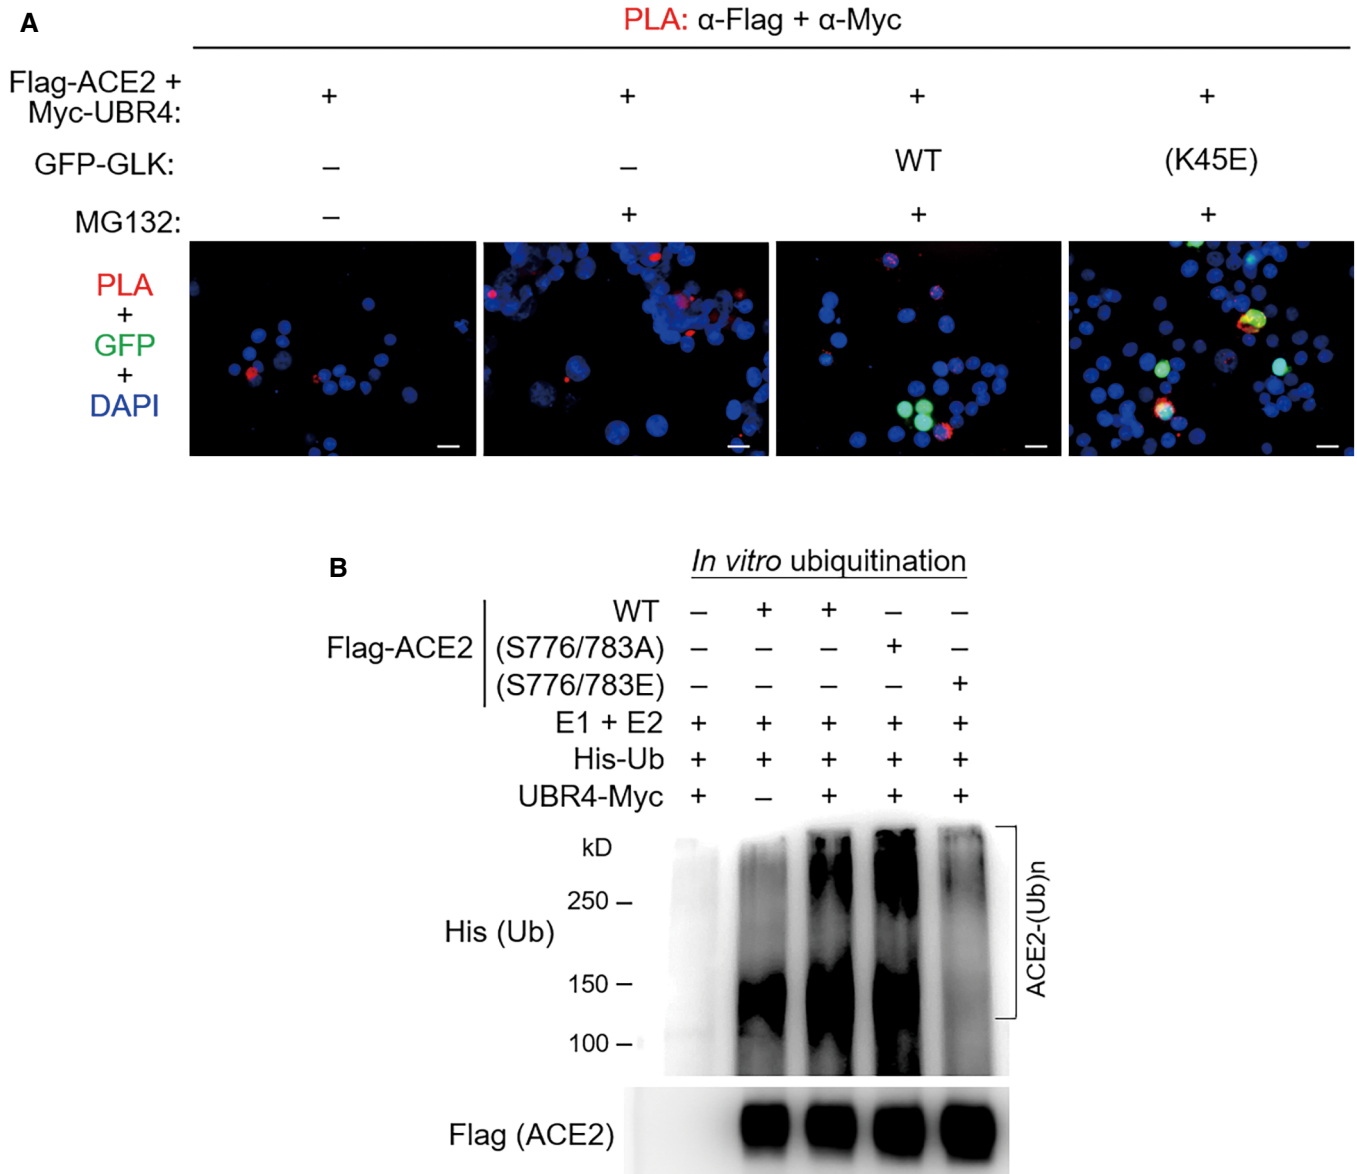 A
PLA: α-Flag + α-Myc
Flag-ACE2 +
Myc-UBR4: + + + +
GFP-GLK: – – WT (K45E)
MG132: – + + +
PLA
+
GFP
+
DAPI
B
In vitro ubiquitination
WT – + + – –
Flag-ACE2 (S776/783A) – – – + –
(S776/783E) – – – – +
E1 + E2 + + + + +
His-Ub + + + + +
UBR4-Myc + – + + +
kD
250 –
His (Ub)
150 –
100 –
ACE2-(Ub)n
Flag (ACE2)